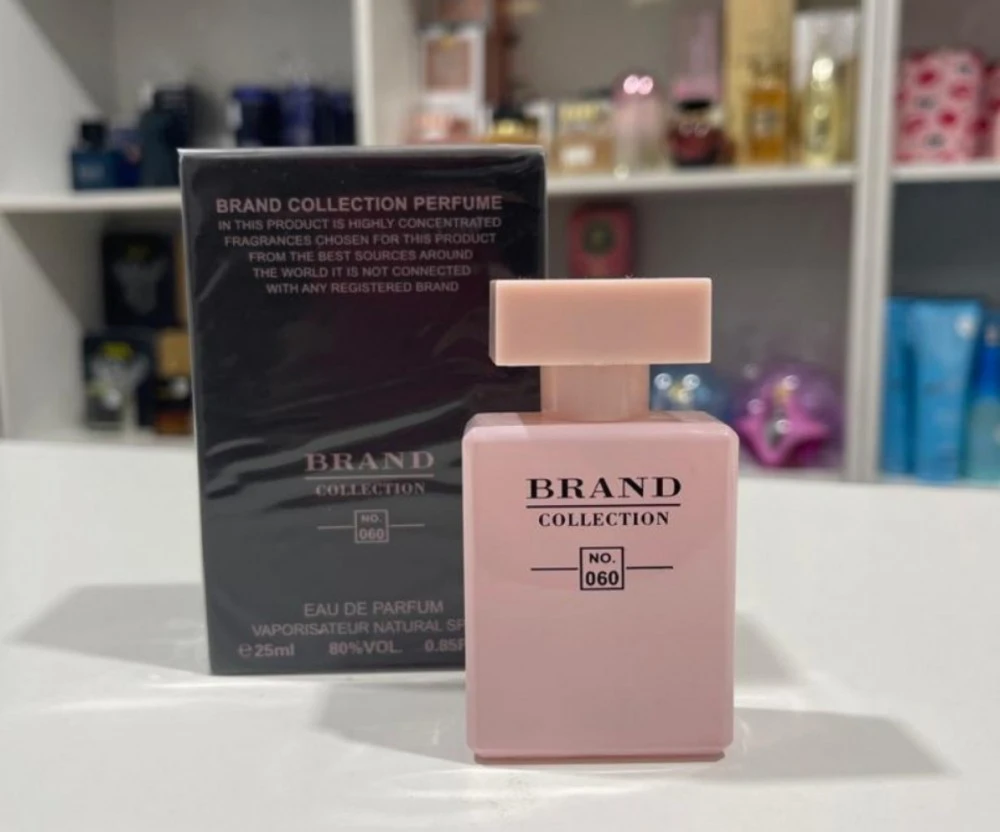 BRAND COLLECTION PERFUME
IN THIS PRODUCT IS HIGHLY CONCENTRATED
FRAGRANCES CHOSEN FOR THIS PRODUCT
FROM THE BEST SOURCES AROUND
THE WORLD IT IS NOT CONNECTED
WITH ANY REGISTERED BRAND
BRAND
COLLECTION
NO.
060
EAU DE PARFUM
VAPORISATEUR NATURAL
℮25ml 80%VOL.
BRAND
COLLECTION
NO.
060